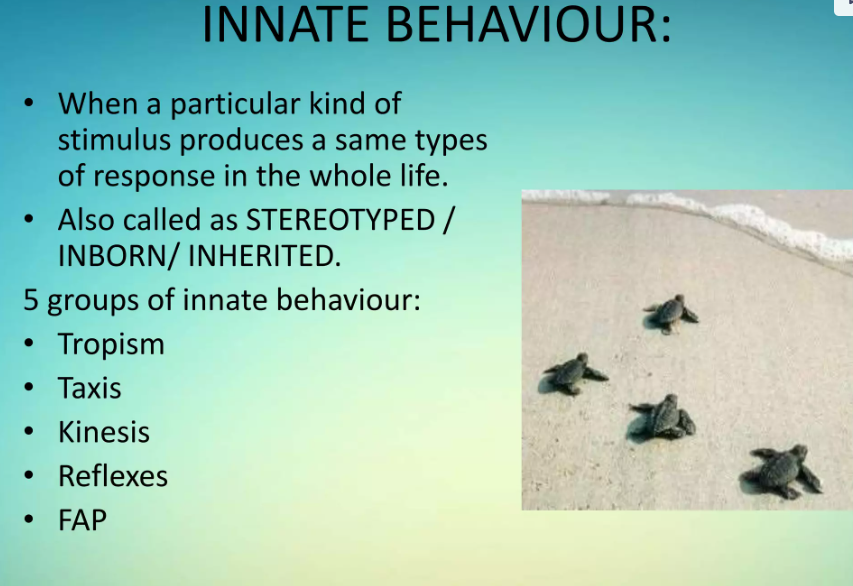 INNATE BEHAVIOUR:
• When a particular kind of
stimulus produces a same types
of response in the whole life.
• Also called as STEREOTYPED /
INBORN/ INHERITED.
5 groups of innate behaviour:
• Tropism
• Taxis
• Kinesis
• Reflexes
• FAP